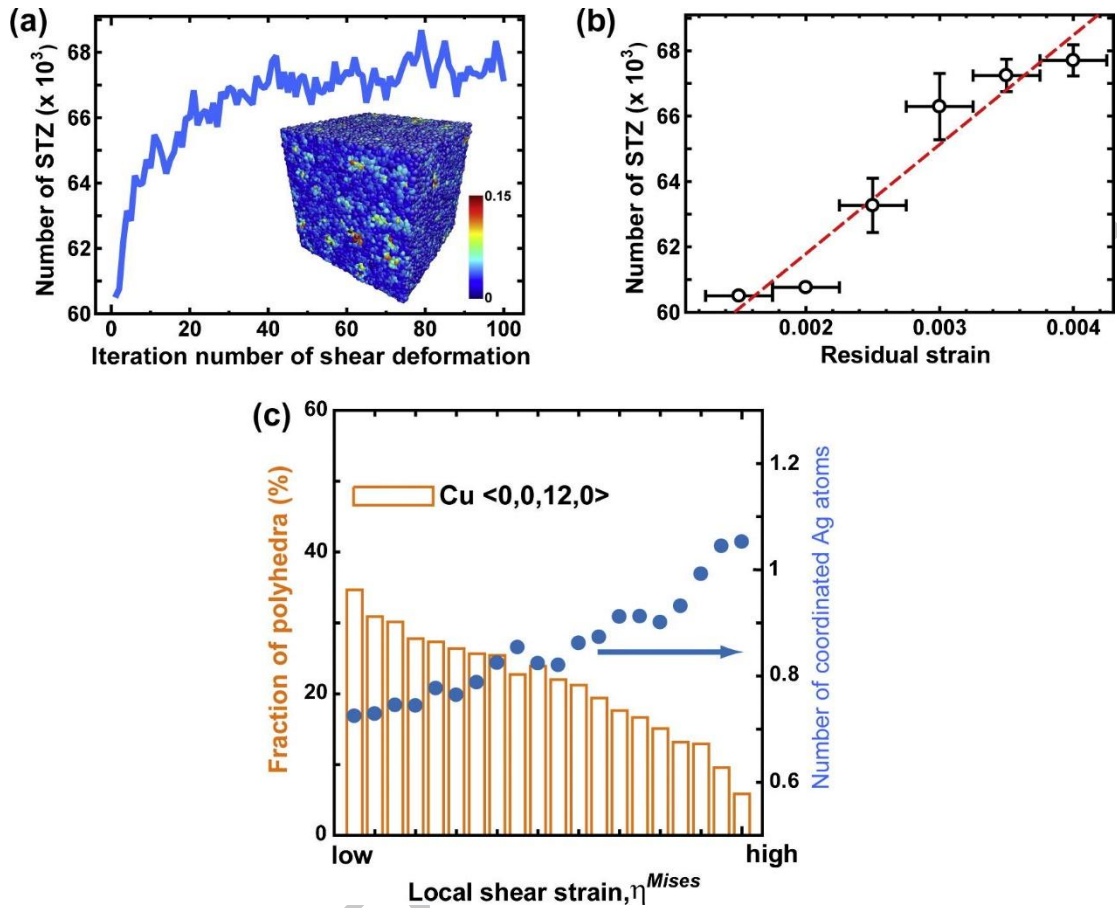 (a)
Number of STZ (x 10³)
68
66
64
62
60
0.15
0
0 20 40 60 80 100
Iteration number of shear deformation
(b)
Number of STZ (x 10³)
68
66
64
62
60
0.002 0.003 0.004
Residual strain
(c)
Fraction of polyhedra (%)
60
40
20
0
Cu <0,0,12,0>
1.2
1
0.8
0.6
Number of coordinated Ag atoms
low high
Local shear strain,η^Mises